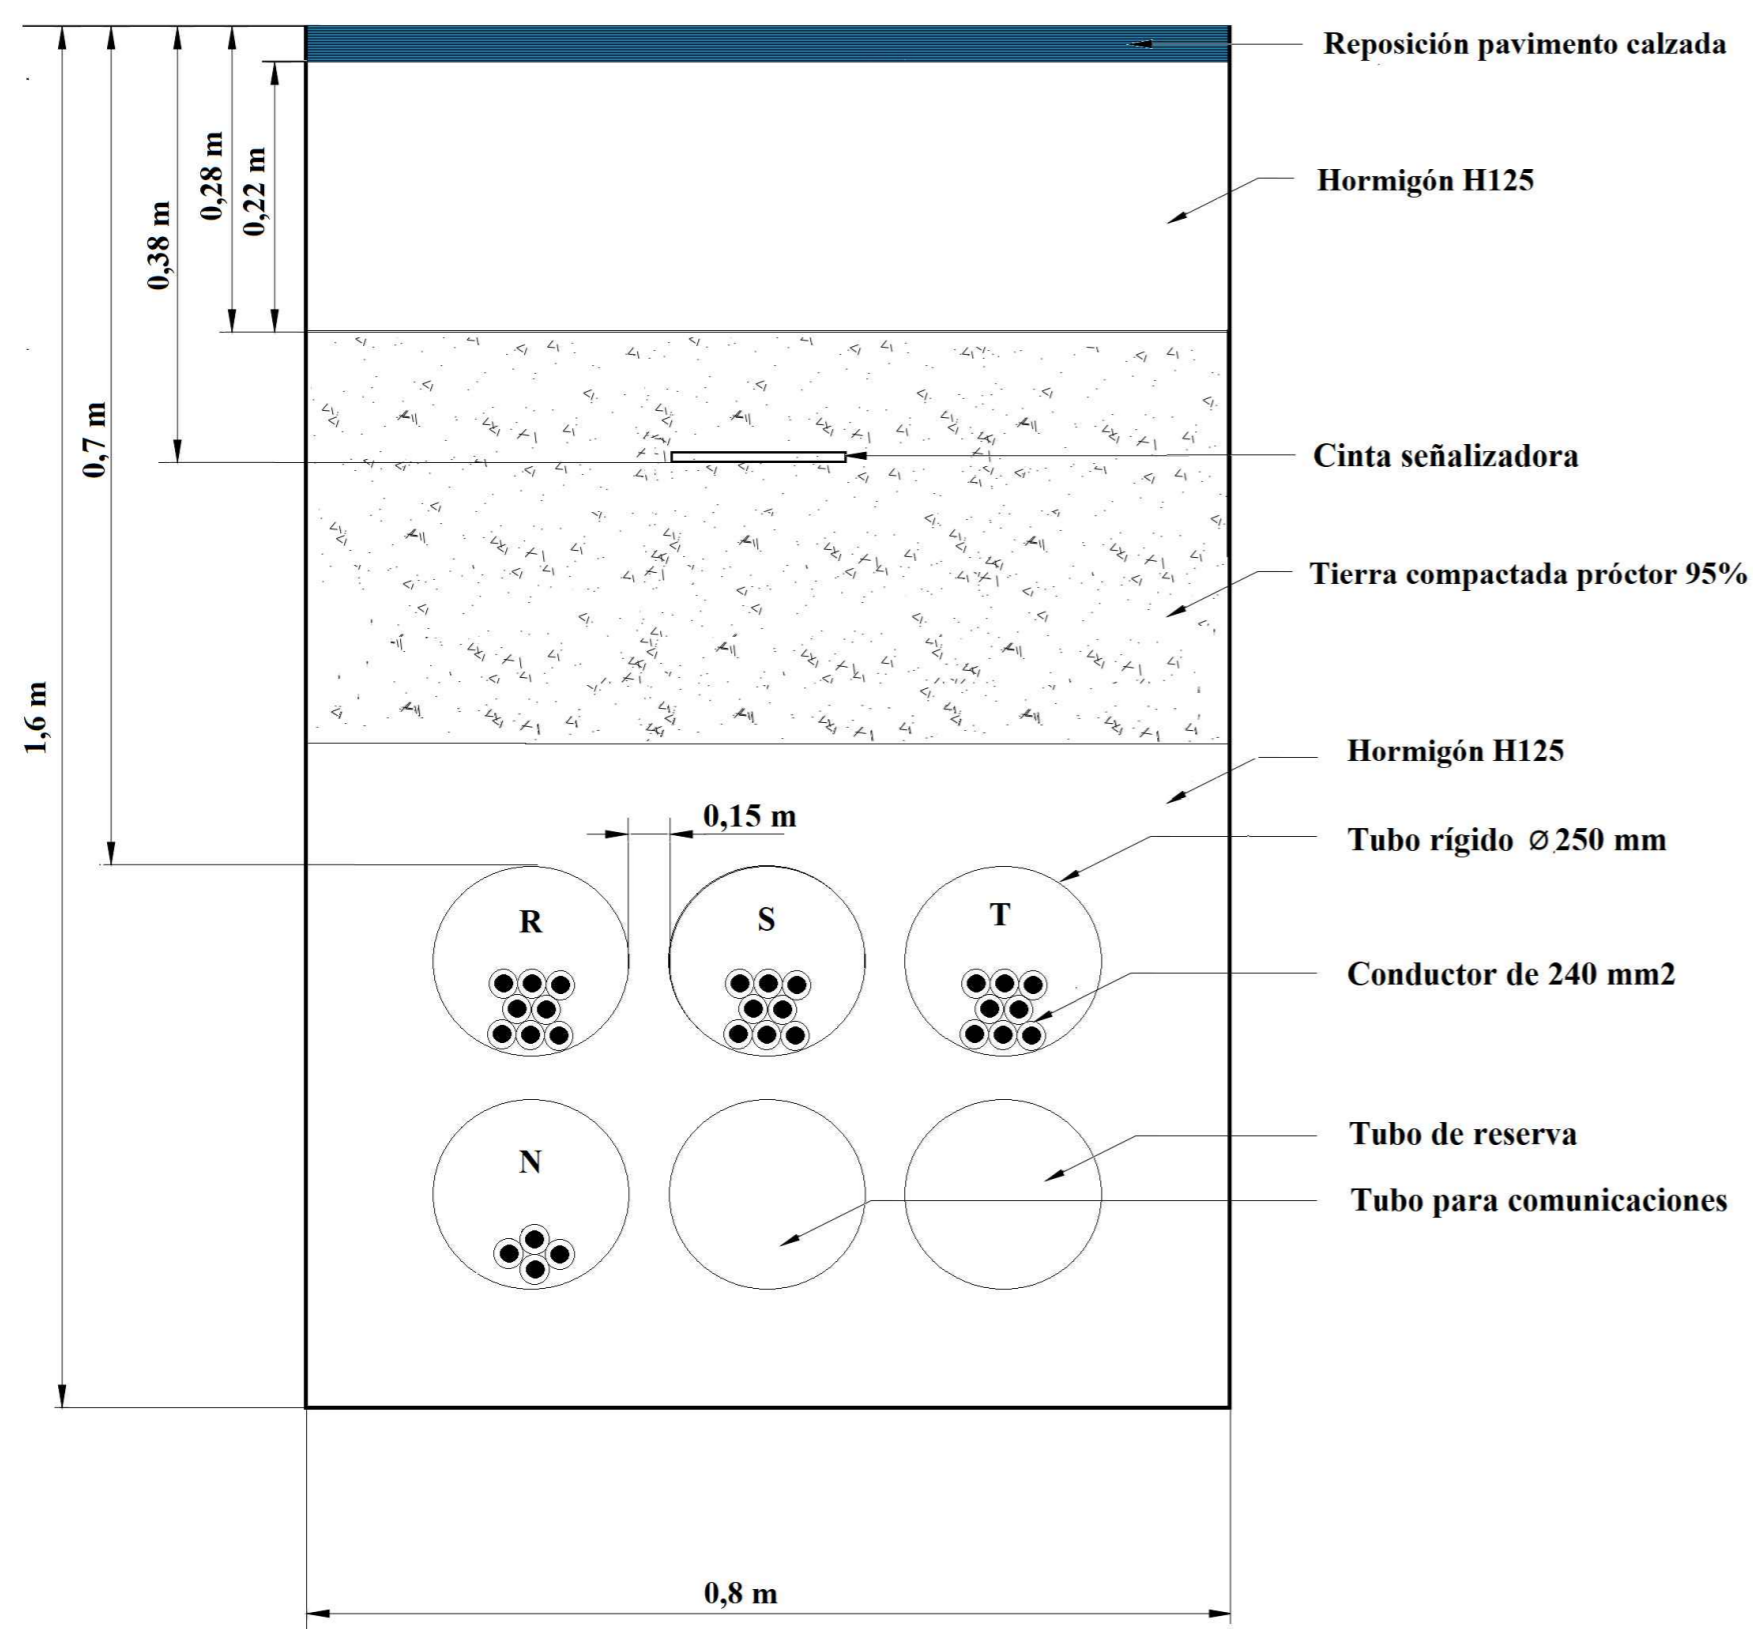 Reposición pavimento calzada
0,28 m
0,22 m
Hormigón H125
0,38 m
0,7 m
Cinta señalizadora
Tierra compactada próctor 95%
1,6 m
Hormigón H125
0,15 m
Tubo rígido ∅ 250 mm
R
S
T
Conductor de 240 mm2
Tubo de reserva
N
Tubo para comunicaciones
0,8 m